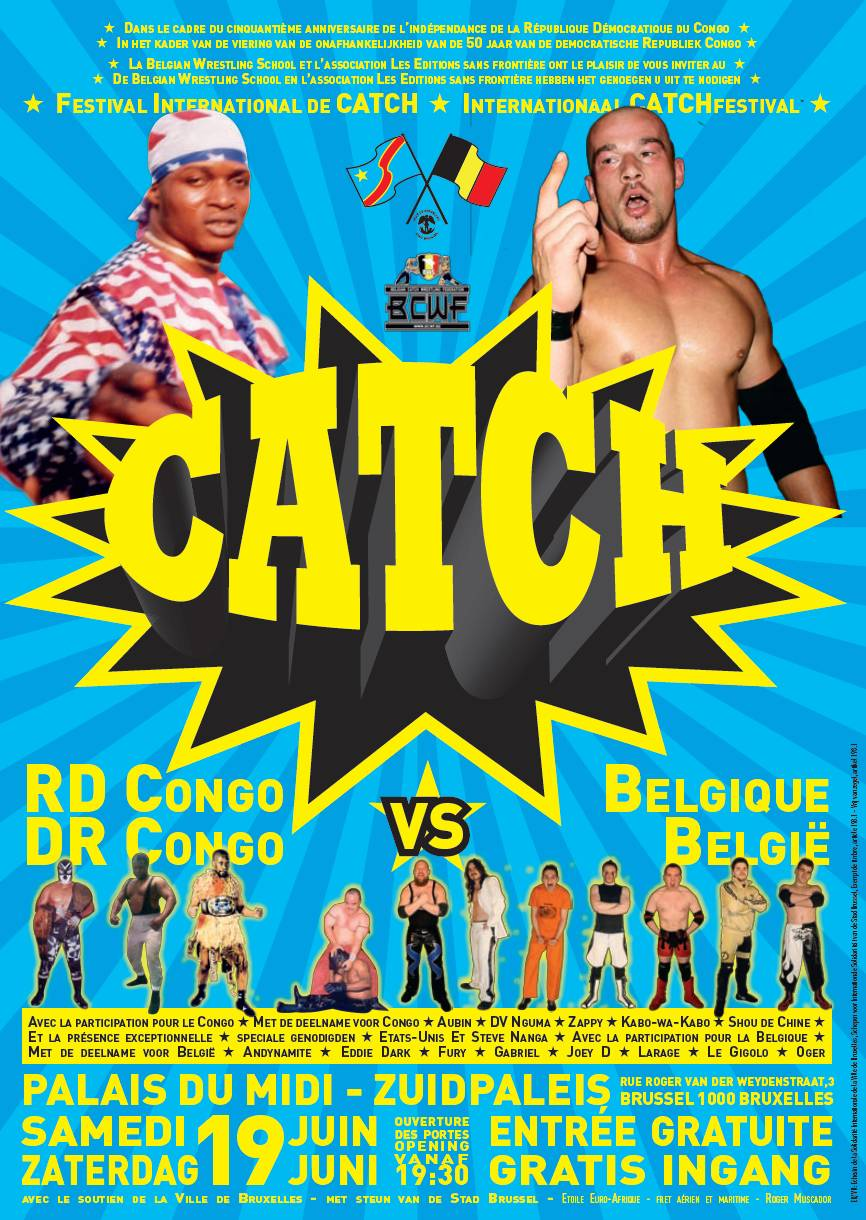 ★ Dans le cadre du cinquantième anniversaire de l'indépendance de la République Démocratique du Congo ★
★ In het kader van de viering van de onafhankelijkheid van de 50 jaar van de democratische Republiek Congo ★
★ La Belgian Wrestling School et l'association Les Editions sans frontière ont le plaisir de vous inviter au ★
★ De Belgian Wrestling School en l'association Les Editions sans frontière hebben het genoegen u uit te nodigen ★
★ Festival International de CATCH ★ Internationaal CATCHfestival ★
BELGIAN CATCH WRESTLING FEDERATION
BCWF
WWW.BCWF.BE
CATCH
RD Congo
DR Congo
VS
Belgique
België
Avec la participation pour le Congo ★ Met de deelname voor Congo ★ Aubin ★ DV Nguma ★ Zappy ★ Kabo-wa-Kabo ★ Shou de Chine ★
Et la présence exceptionnelle ★ speciale genodigden ★ Etats-Unis Et Steve Nanga ★ Avec la participation pour la Belgique ★
Met de deelname voor België ★ Andynamite ★ Eddie Dark ★ Fury ★ Gabriel ★ Joey D ★ Larage ★ Le Gigolo ★ Oger
PALAIS DU MIDI - ZUIDPALEIS
RUE ROGER VAN DER WEYDENSTRAAT,3
BRUSSEL 1000 BRUXELLES
SAMEDI 19 JUIN
ZATERDAG JUNI
OUVERTURE
DES PORTES
OPENING
VANAF
19:30
ENTRÉE GRATUITE
GRATIS INGANG
avec le soutien de la Ville de Bruxelles - met steun van de Stad Brussel - Etoile Euro-Afrique - fret aérien et maritime - Roger Muscador